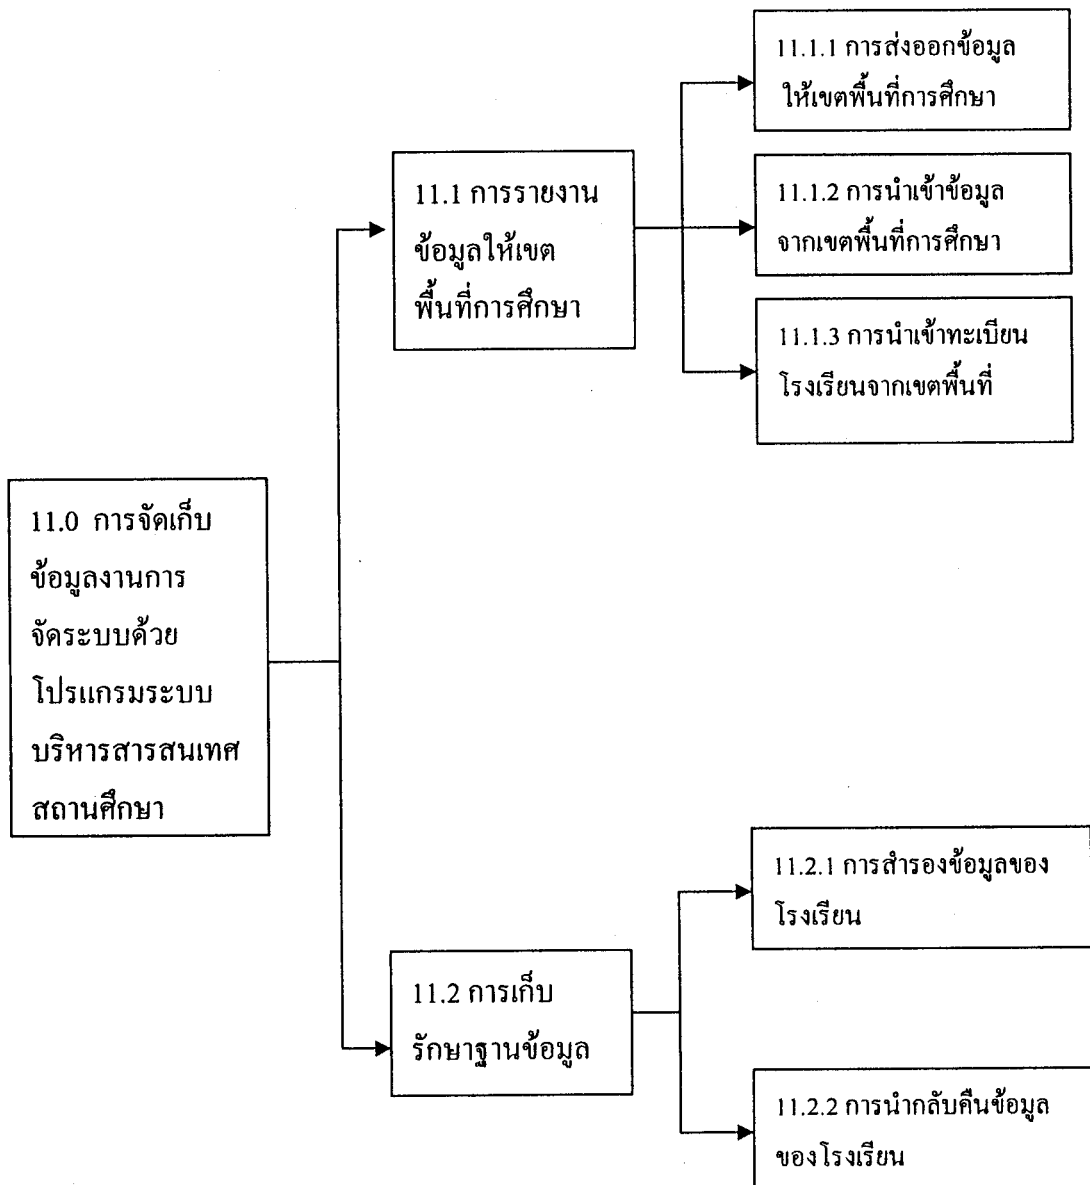 11.1.1 การส่งออกข้อมูล
ให้เขตพื้นที่การศึกษา
11.1 การรายงาน
ข้อมูลให้เขต
พื้นที่การศึกษา
11.1.2 การนำเข้าข้อมูล
จากเขตพื้นที่การศึกษา
11.1.3 การนำเข้าทะเบียน
โรงเรียนจากเขตพื้นที่
11.0 การจัดเก็บ
ข้อมูลงานการ
จัดระบบด้วย
โปรแกรมระบบ
บริหารสารสนเทศ
สถานศึกษา
11.2.1 การสำรองข้อมูลของ
โรงเรียน
11.2 การเก็บ
รักษาฐานข้อมูล
11.2.2 การนำกลับคืนข้อมูล
ของโรงเรียน